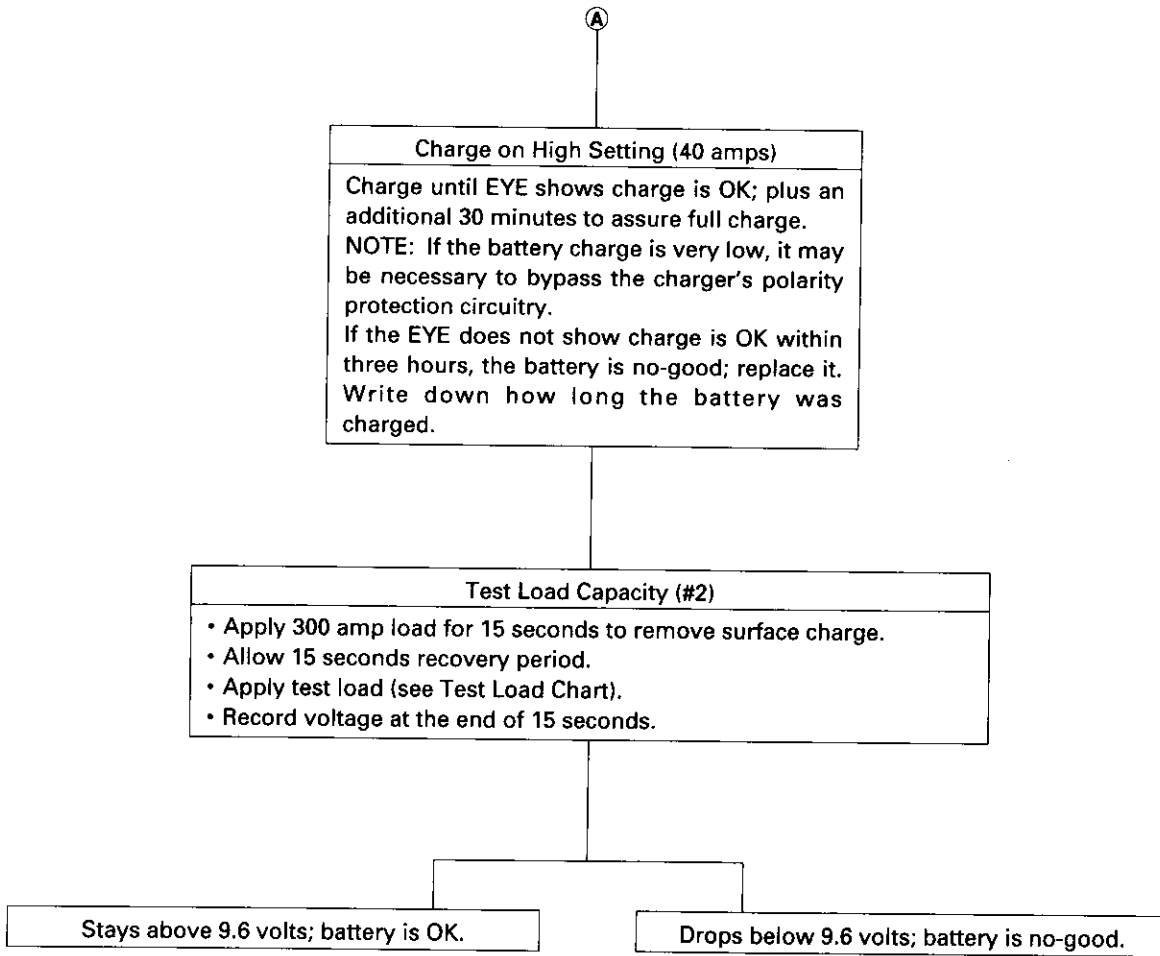 A
Charge on High Setting (40 amps)
Charge until EYE shows charge is OK; plus an
additional 30 minutes to assure full charge.
NOTE: If the battery charge is very low, it may
be necessary to bypass the charger's polarity
protection circuitry.
If the EYE does not show charge is OK within
three hours, the battery is no-good; replace it.
Write down how long the battery was
charged.
Test Load Capacity (#2)
• Apply 300 amp load for 15 seconds to remove surface charge.
• Allow 15 seconds recovery period.
• Apply test load (see Test Load Chart).
• Record voltage at the end of 15 seconds.
Stays above 9.6 volts; battery is OK.
Drops below 9.6 volts; battery is no-good.